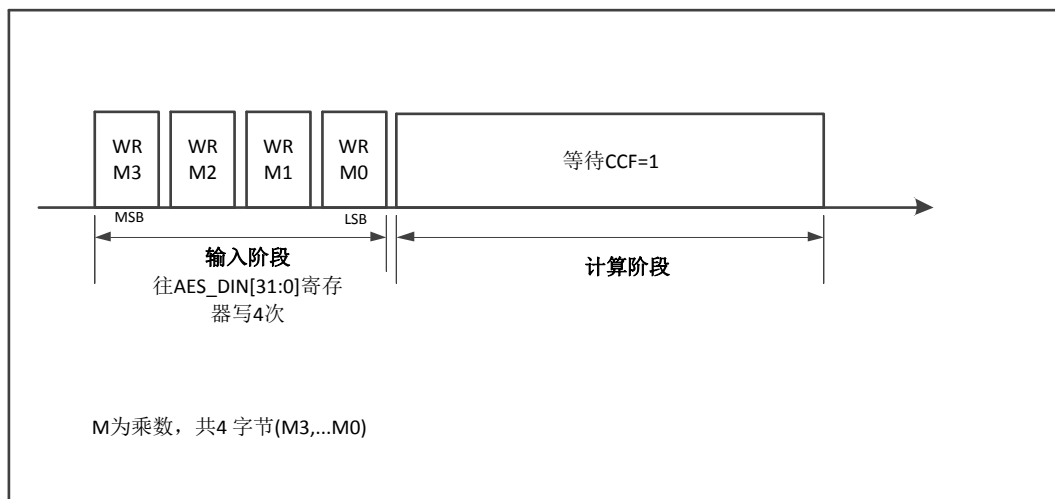 WR WR WR WR
M3 M2 M1 M0
等待CCF=1
MSB LSB
输入阶段
计算阶段
往AES_DIN[31:0]寄存
器写4次
M为乘数，共4 字节(M3,...M0)